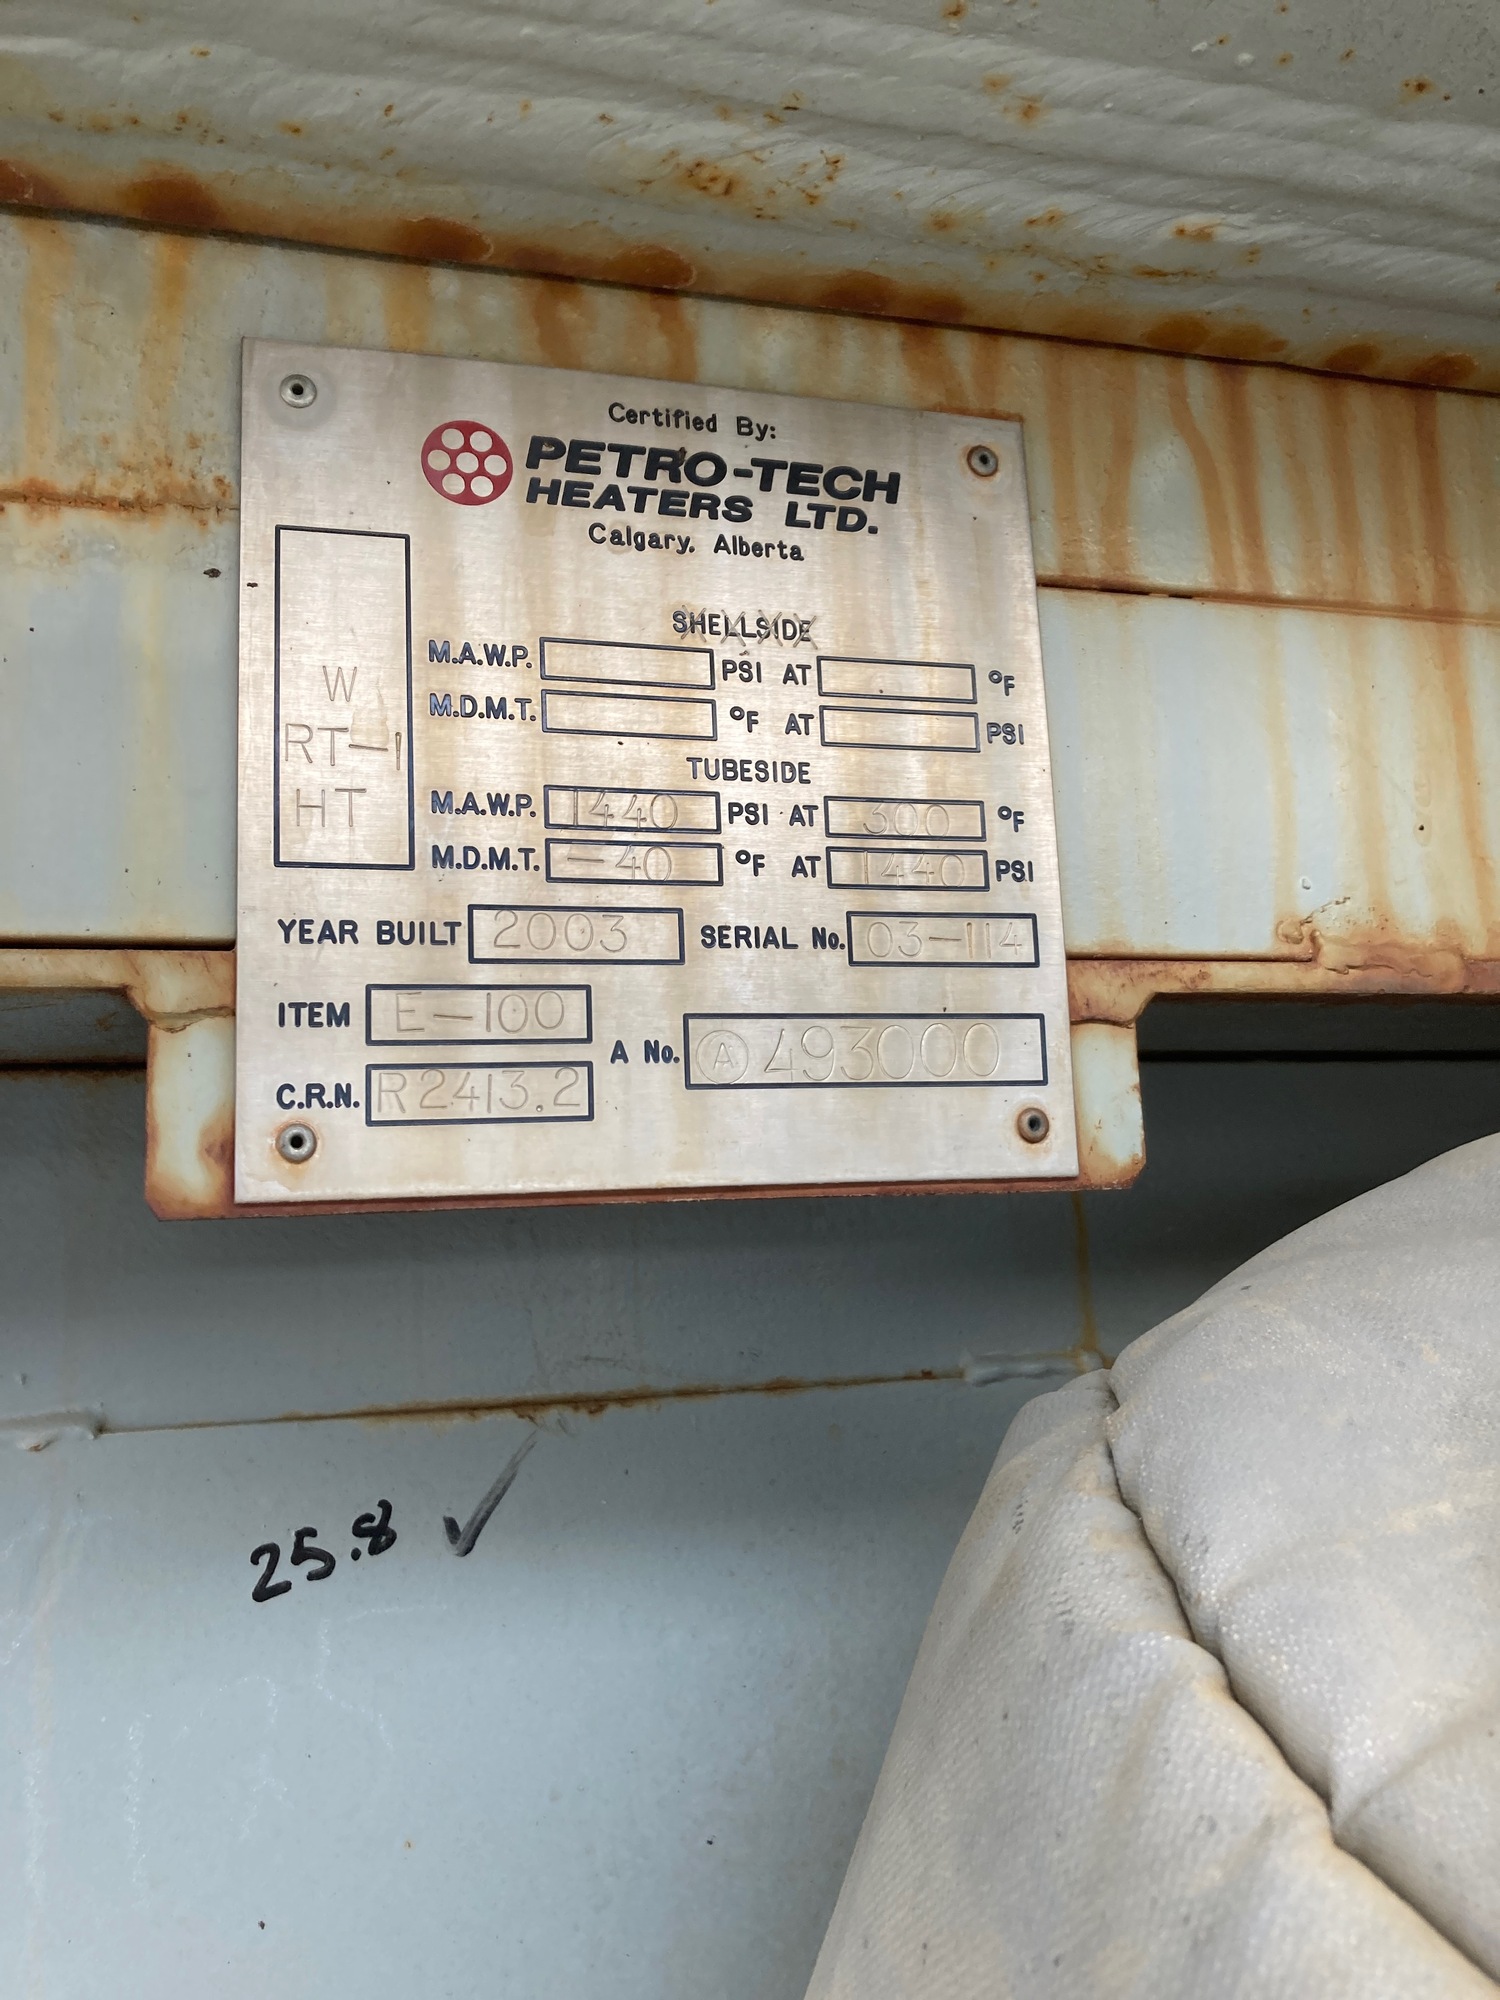 Certified By:
PETRO-TECH
HEATERS LTD.
Calgary, Alberta
W
RT-1
HT
SHELLSIDE
XXXX
M.A.W.P. PSI AT °F
M.D.M.T. °F AT PSI
TUBESIDE
M.A.W.P. 1440 PSI AT 300 °F
M.D.M.T. -40 °F AT 1440 PSI
YEAR BUILT 2003 SERIAL No. 03-114
ITEM E-100
A No. A 493000
C.R.N. R2413.2
25.8 ✓